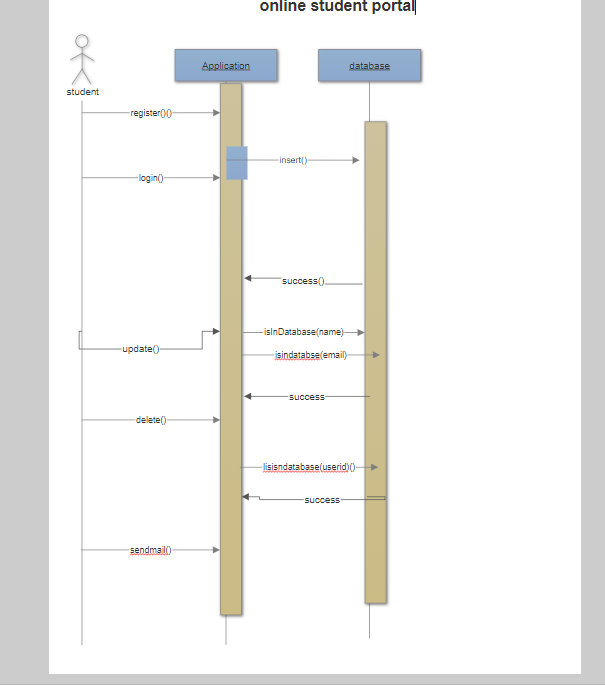 online student portal
Application
database
student
register()()
insert()
login()
success()
isInDatabase(name)
update()
isindatabse(email)
success
delete()
lisisndatabase(userid)()
success
sendmail()